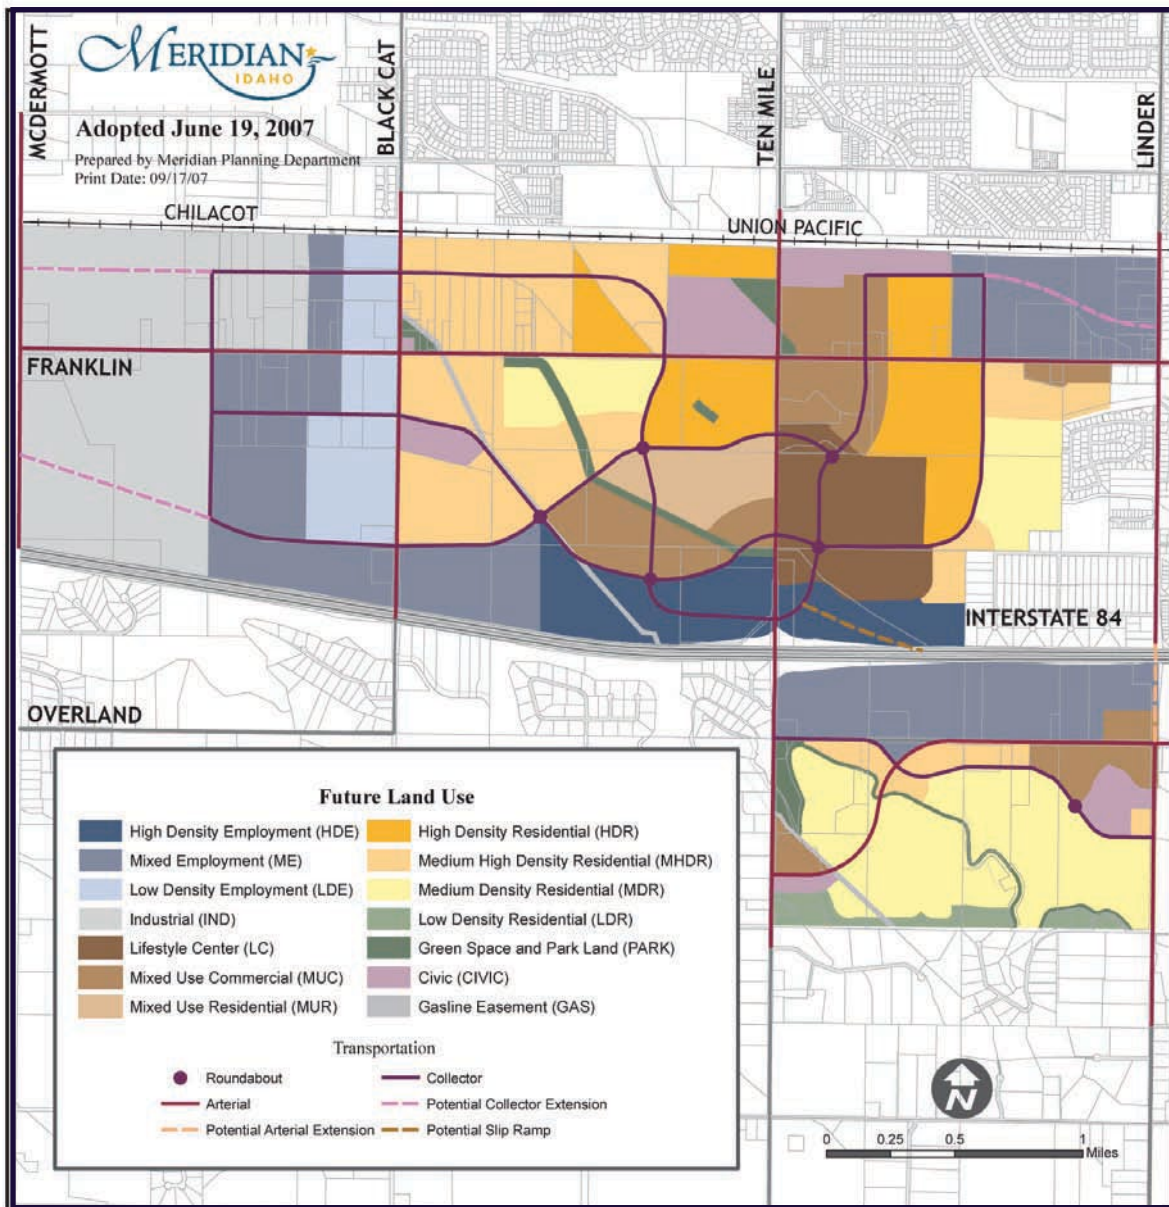 MERIDIAN
IDAHO
Adopted June 19, 2007
Prepared by Meridian Planning Department
Print Date: 09/17/07
MCDERMOTT
BLACK CAT
TEN MILE
LINDER
CHILACOT
UNION PACIFIC
FRANKLIN
INTERSTATE 84
OVERLAND
Future Land Use
High Density Employment (HDE)
Mixed Employment (ME)
Low Density Employment (LDE)
Industrial (IND)
Lifestyle Center (LC)
Mixed Use Commercial (MUC)
Mixed Use Residential (MUR)
High Density Residential (HDR)
Medium High Density Residential (MHDR)
Medium Density Residential (MDR)
Low Density Residential (LDR)
Green Space and Park Land (PARK)
Civic (CIVIC)
Gasline Easement (GAS)
Transportation
Roundabout
Arterial
Potential Arterial Extension
Collector
Potential Collector Extension
Potential Slip Ramp
N
0 0.25 0.5 1
Miles